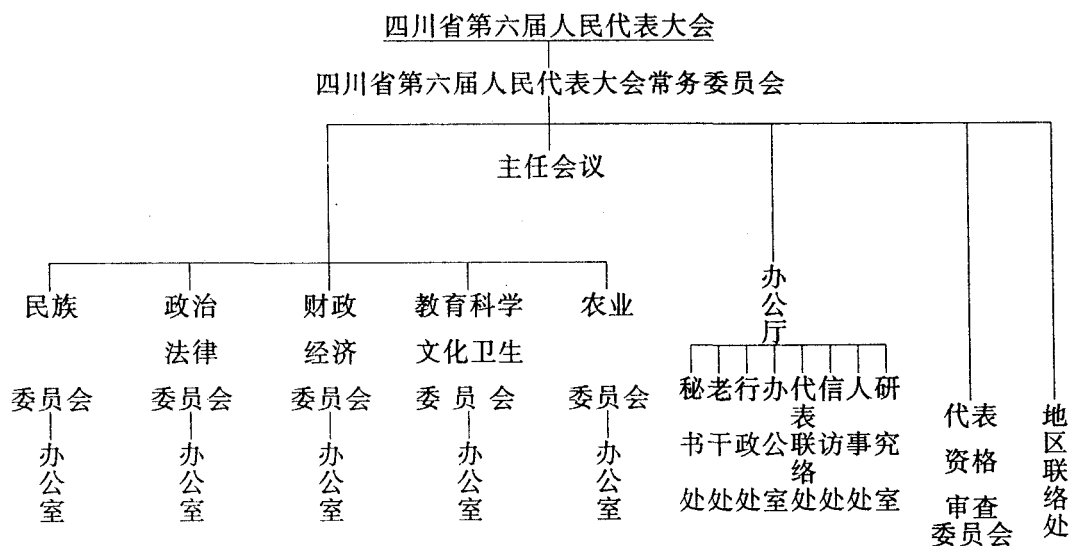 四川省第六届人民代表大会
四川省第六届人民代表大会常务委员会
主任会议
民族
委员会
办公室
政治
法律
委员会
办公室
财政
经济
委员会
办公室
教育科学
文化卫生
委员会
办公室
农业
委员会
办公室
办公厅
秘书处
老干处
行政处
办公室
代表联络处
信访处
人事处
研究室
代表
资格
审查
委员会
地区联络处